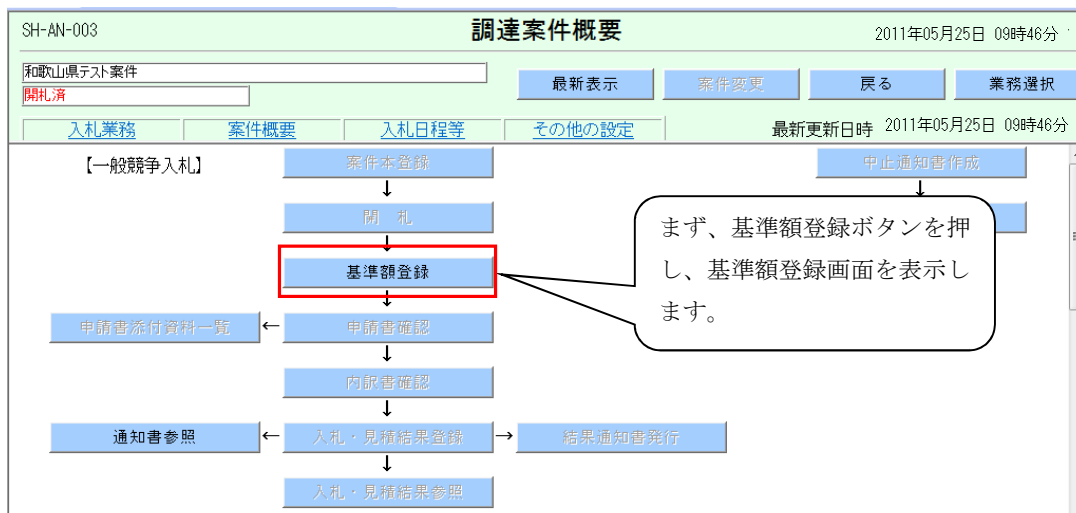 SH-AN-003
調達案件概要
2011年05月25日 09時46分
和歌山県テスト案件
開札済
最新表示
案件変更
戻る
業務選択
入札業務
案件概要
入札日程等
その他の設定
最新更新日時 2011年05月25日 09時46分
【一般競争入札】
案件本登録
中止通知書作成
↓
↓
開 札
↓
基準額登録
まず、基準額登録ボタンを押
し、基準額登録画面を表示し
ます。
↓
申請書添付資料一覧
←
申請書確認
↓
内訳書確認
↓
通知書参照
←
入札・見積結果登録
→
結果通知書発行
↓
入札・見積結果参照